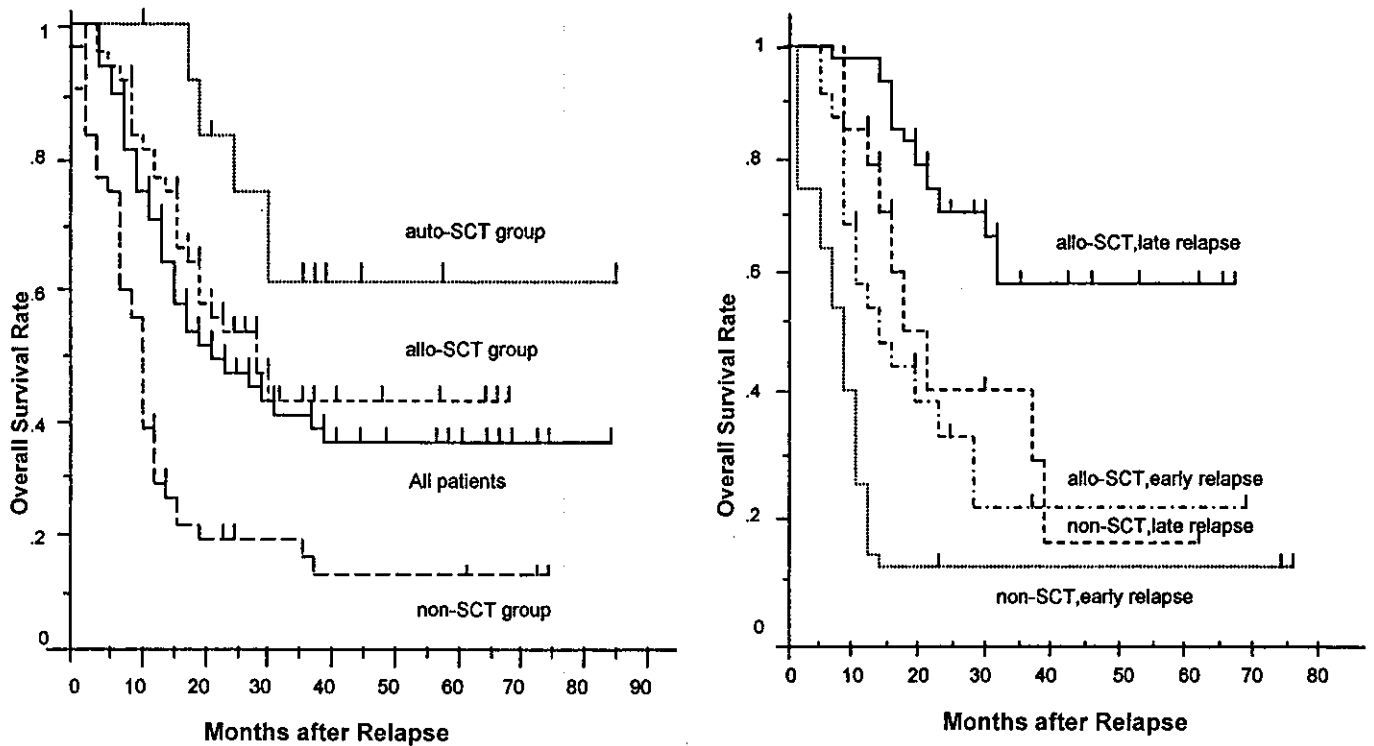 Overall Survival Rate
1
.8
.6
.4
.2
0
auto-SCT group
allo-SCT group
All patients
non-SCT group
0 10 20 30 40 50 60 70 80 90
Months after Relapse
Overall Survival Rate
1
.8
.6
.4
.2
0
allo-SCT,late relapse
allo-SCT,early relapse
non-SCT,late relapse
non-SCT,early relapse
0 10 20 30 40 50 60 70 80
Months after Relapse